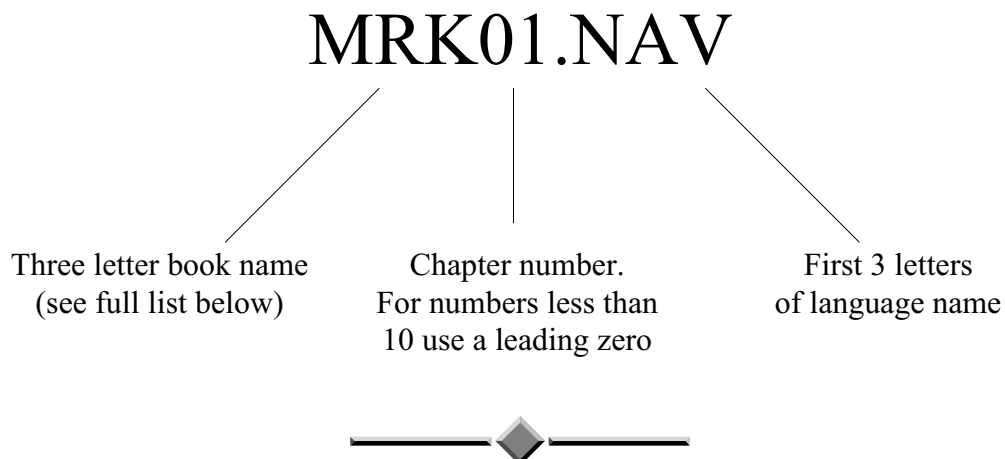 MRK01.NAV
Three letter book name
(see full list below)
Chapter number.
For numbers less than
10 use a leading zero
First 3 letters
of language name